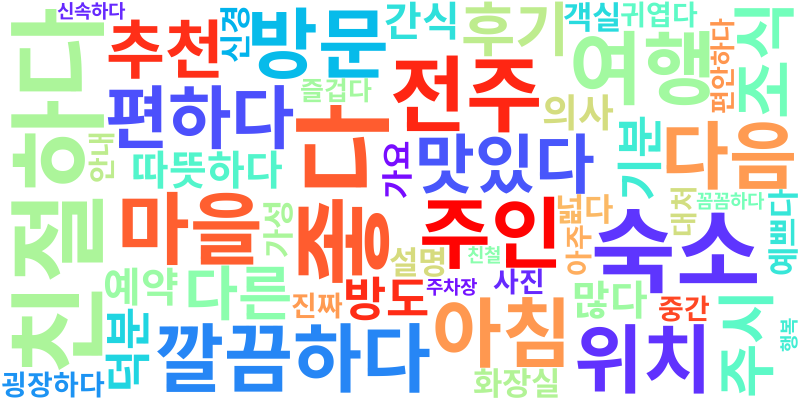 신속하다
친절하다
추천
신경
방문
간식
후기
객실
귀엽다
여행
편안하다
조식
편하다
즐겁다
전주
의사
안내
따뜻하다
좋다
가요
맛있다
기분
다음
마을
가성
주인
아주
넓다
숙소
대처
꼼꼼하다
예쁘다
예약
다른
진짜
방도
설명
친철
주차장
사진
많다
중간
주시
행복
덕분
깔끔하다
아침
위치
굉장하다
화장실